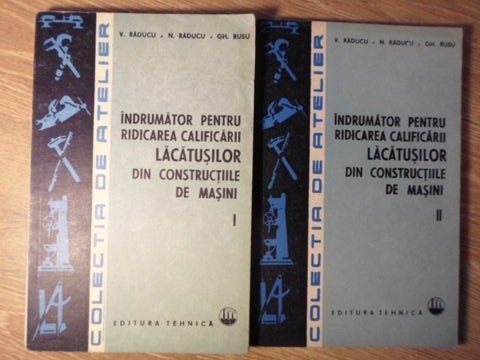 COLECȚIA DE ATELIER
V. RĂDUCU - N. RĂDUCU - GH. RUSU
ÎNDRUMĂTOR PENTRU
RIDICAREA CALIFICĂRII
LĂCĂTUȘILOR
DIN CONSTRUCȚIILE
DE MAȘINI
I
EDITURA TEHNICĂ
COLECȚIA DE ATELIER
V. RĂDUCU - N. RĂDUCU - GH. RUSU
ÎNDRUMĂTOR PENTRU
RIDICAREA CALIFICĂRII
LĂCĂTUȘILOR
DIN CONSTRUCȚIILE
DE MAȘINI
II
EDITURA TEHNICĂ